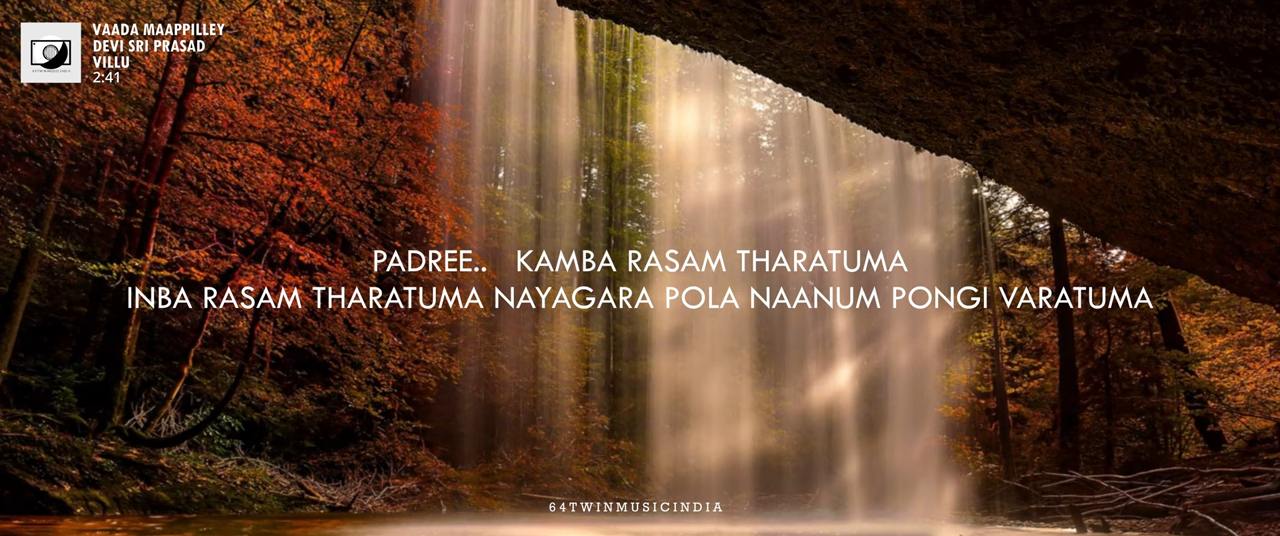 VAADA MAAPPILLEY
DEVI SRI PRASAD
VILLU
2:41
PADREE.. KAMBA RASAM THARATUMA
INBA RASAM THARATUMA NAYAGARA POLA NAANUM PONGI VARATUMA
64TWINMUSICINDIA